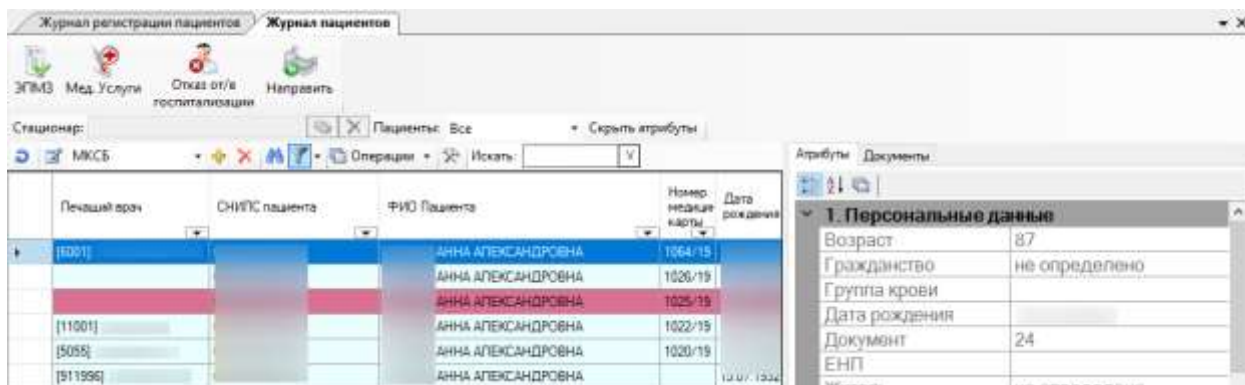 Журнал регистрации пациентов Журнал пациентов
ЭПМЗ Мед. Услуги Отказ от/в госпитализации Направить
Стационар: Пациенты: Все Скрыть атрибуты
МКСБ Операции Искать:
Атрибуты Документы
Лечащий врач СНИЛС пациента ФИО Пациента Номер медици карты Дата рождения
1. Персональные данные
[6001] АННА АЛЕКСАНДРОВНА 1064/19
Возраст 87
АННА АЛЕКСАНДРОВНА 1026/19
Гражданство не определено
АННА АЛЕКСАНДРОВНА 1025/19
Группа крови
[11001] АННА АЛЕКСАНДРОВНА 1022/19
Дата рождения
[5055] АННА АЛЕКСАНДРОВНА 1020/19
Документ 24
[911996] АННА АЛЕКСАНДРОВНА
ЕНП